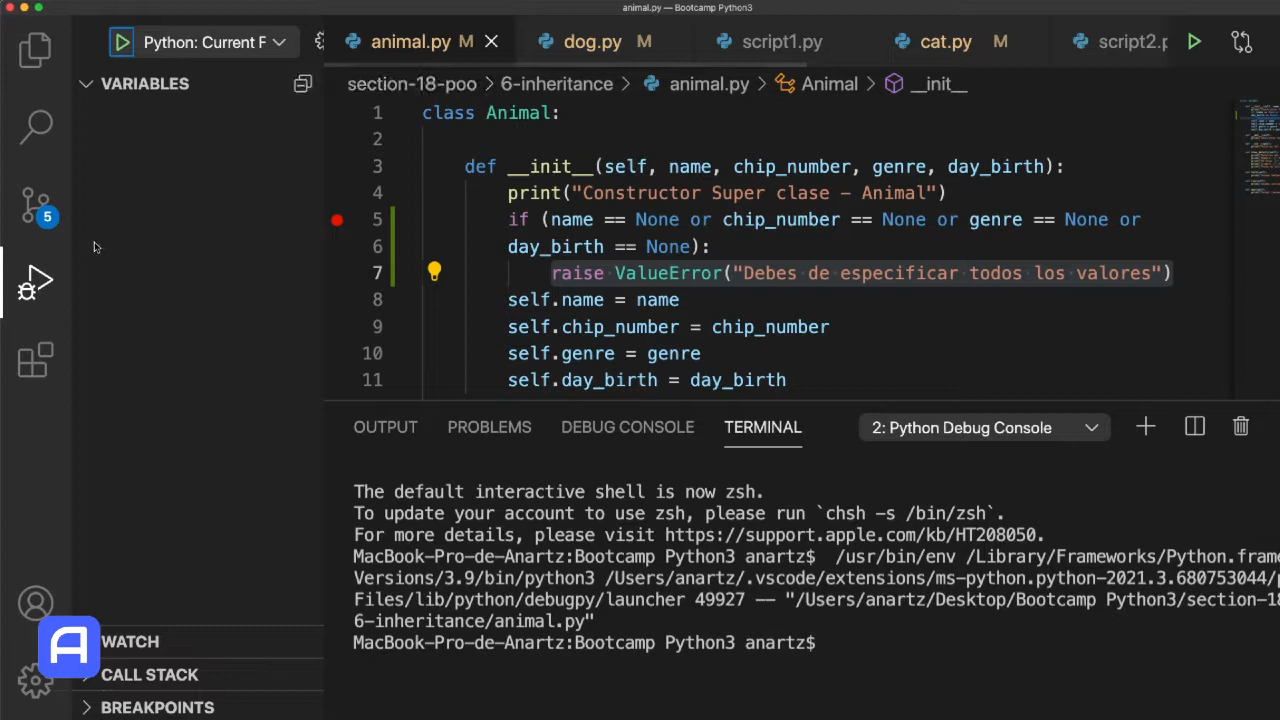 animal.py — Bootcamp Python3
Python: Current F
animal.py M
dog.py M
script1.py
cat.py M
script2.p
VARIABLES
section-18-poo > 6-inheritance > animal.py > Animal > __init__
1 class Animal:
2
3 def __init__(self, name, chip_number, genre, day_birth):
4 print("Constructor Super clase – Animal")
5 if (name == None or chip_number == None or genre == None or
6 day_birth == None):
7 raise ValueError("Debes de especificar todos los valores")
8 self.name = name
9 self.chip_number = chip_number
10 self.genre = genre
11 self.day_birth = day_birth
5
OUTPUT PROBLEMS DEBUG CONSOLE TERMINAL 2: Python Debug Console
The default interactive shell is now zsh.
To update your account to use zsh, please run `chsh -s /bin/zsh`.
For more details, please visit https://support.apple.com/kb/HT208050.
MacBook-Pro-de-Anartz:Bootcamp Python3 anartz$ /usr/bin/env /Library/Frameworks/Python.frame
Versions/3.9/bin/python3 /Users/anartz/.vscode/extensions/ms-python.python-2021.3.680753044/p
Files/lib/python/debugpy/launcher 49927 -- "/Users/anartz/Desktop/Bootcamp Python3/section-18
6-inheritance/animal.py"
MacBook-Pro-de-Anartz:Bootcamp Python3 anartz$
A
WATCH
CALL STACK
BREAKPOINTS